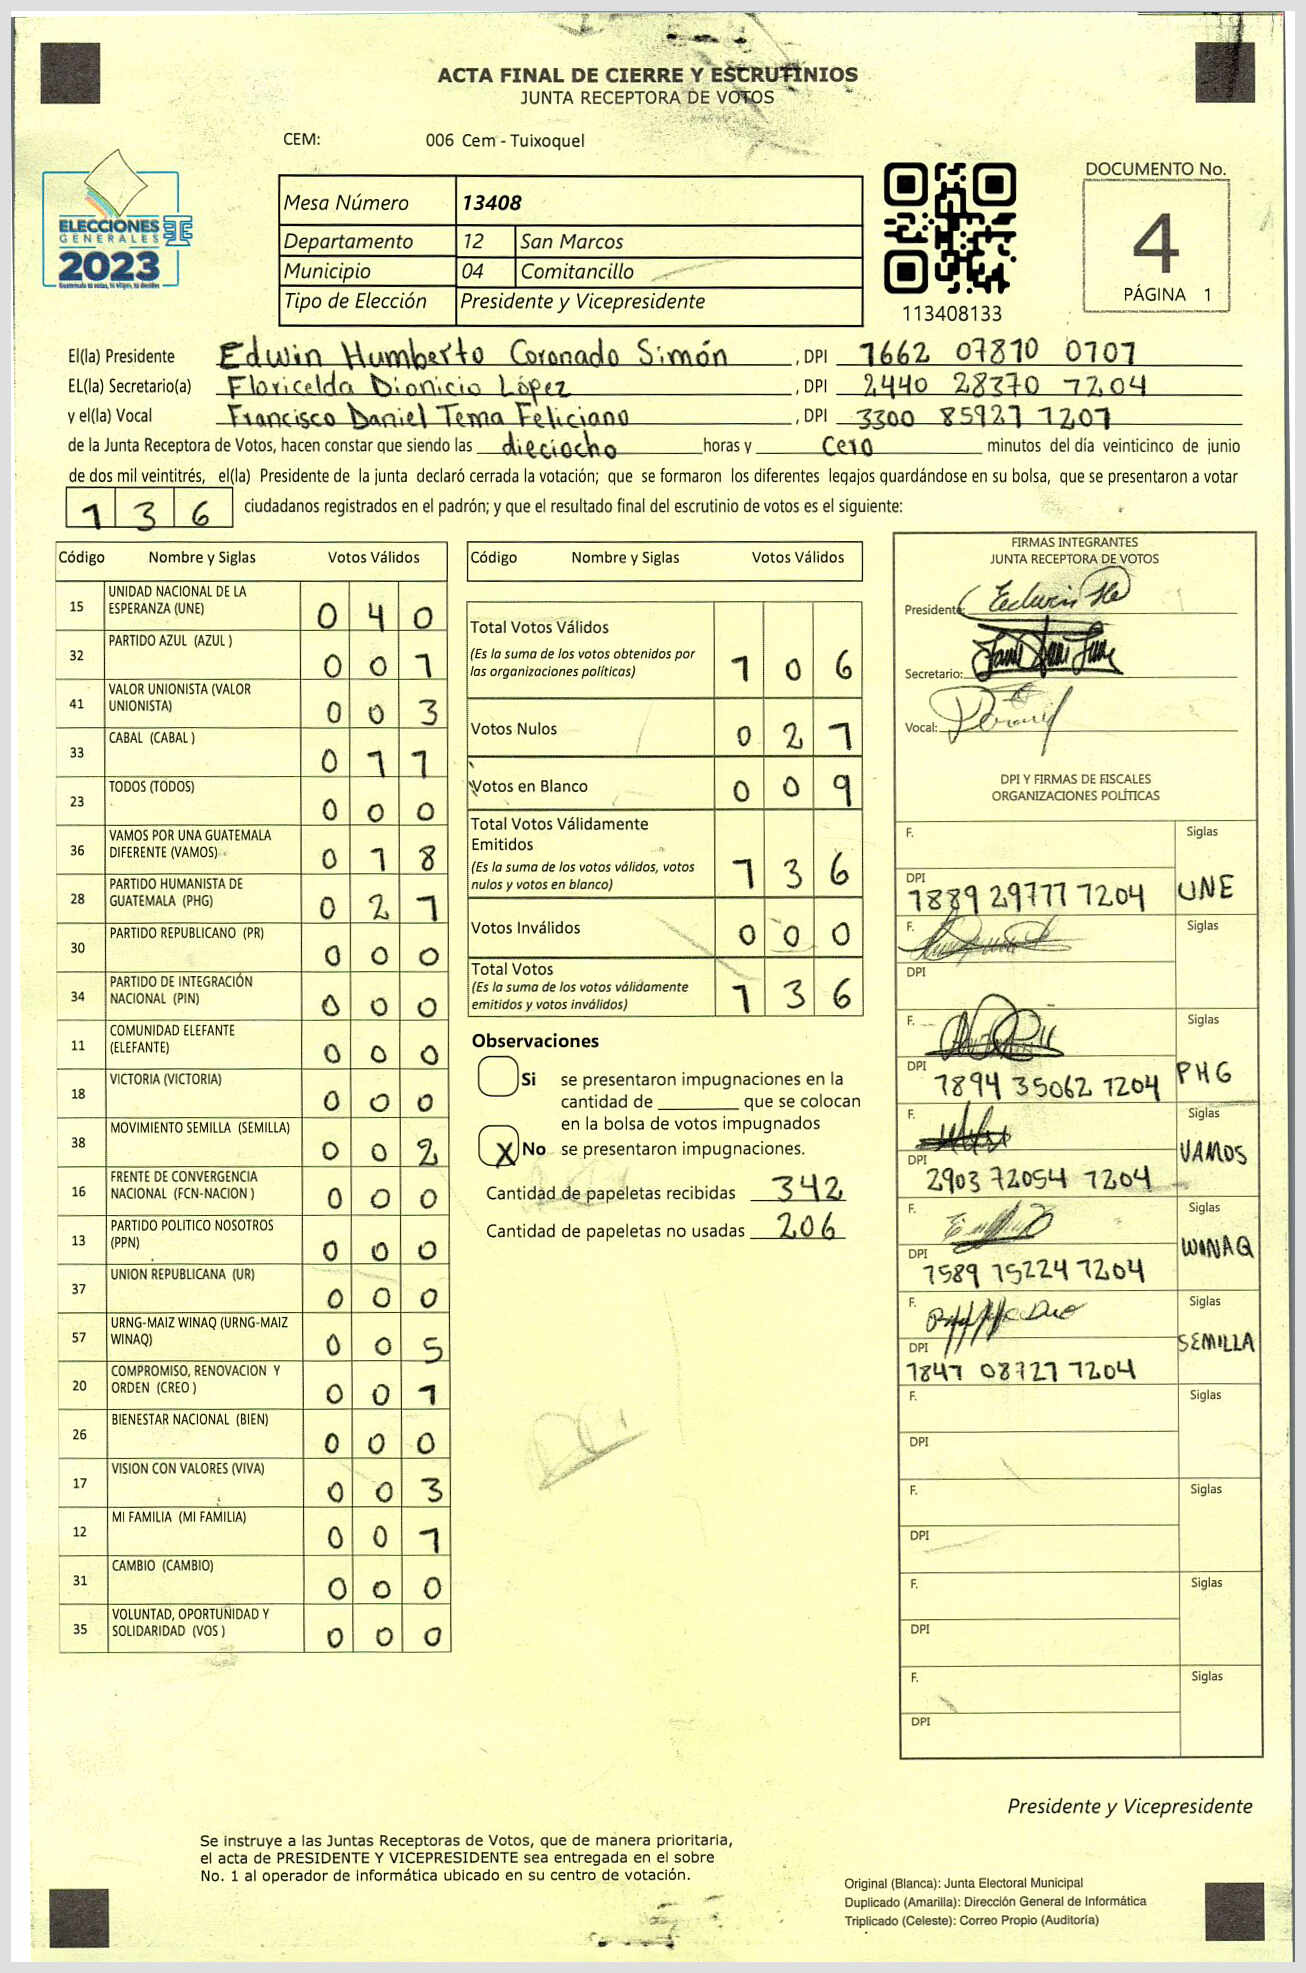 ACTA FINAL DE CIERRE Y ESCRUTINIOS
JUNTA RECEPTORA DE VOTOS
CEM: 006 Cem - Tuixoquel
ELECCIONES
GENERALES
2023
Mesa Número 13408
Departamento 12 San Marcos
Municipio 04 Comitancillo
Tipo de Elección Presidente y Vicepresidente
113408133
DOCUMENTO No.
4
PÁGINA 1
El(la) Presidente Edwin Humberto Coronado Simón, DPI 1662 07810 0101
EL(la) Secretario(a) Floricelda Dionicio López, DPI 2440 28370 1204
y el(la) Vocal Francisco Daniel Tema Feliciano, DPI 3300 85927 1207
de la Junta Receptora de Votos, hacen constar que siendo las dieciocho horas y cero minutos del día veinticinco de junio
de dos mil veintitrés, el(la) Presidente de la junta declaró cerrada la votación; que se formaron los diferentes legajos guardándose en su bolsa, que se presentaron a votar
136 ciudadanos registrados en el padrón; y que el resultado final del escrutinio de votos es el siguiente:
Código Nombre y Siglas Votos Válidos
15 UNIDAD NACIONAL DE LA ESPERANZA (UNE) 0 4 0
32 PARTIDO AZUL (AZUL ) 0 0 1
41 VALOR UNIONISTA (VALOR UNIONISTA) 0 0 3
33 CABAL (CABAL ) 0 1 1
23 TODOS (TODOS) 0 0 0
36 VAMOS POR UNA GUATEMALA DIFERENTE (VAMOS) 0 1 8
28 PARTIDO HUMANISTA DE GUATEMALA (PHG) 0 2 1
30 PARTIDO REPUBLICANO (PR) 0 0 0
34 PARTIDO DE INTEGRACIÓN NACIONAL (PIN) 0 0 0
11 COMUNIDAD ELEFANTE (ELEFANTE) 0 0 0
18 VICTORIA (VICTORIA) 0 0 0
38 MOVIMIENTO SEMILLA (SEMILLA) 0 0 2
16 FRENTE DE CONVERGENCIA NACIONAL (FCN-NACION ) 0 0 0
13 PARTIDO POLITICO NOSOTROS (PPN) 0 0 0
37 UNION REPUBLICANA (UR) 0 0 0
57 URNG-MAIZ WINAQ (URNG-MAIZ WINAQ) 0 0 5
20 COMPROMISO, RENOVACION Y ORDEN (CREO ) 0 0 1
26 BIENESTAR NACIONAL (BIEN) 0 0 0
17 VISION CON VALORES (VIVA) 0 0 3
12 MI FAMILIA (MI FAMILIA) 0 0 1
31 CAMBIO (CAMBIO) 0 0 0
35 VOLUNTAD, OPORTUNIDAD Y SOLIDARIDAD (VOS ) 0 0 0
Código Nombre y Siglas Votos Válidos
Total Votos Válidos 1 0 6
(Es la suma de los votos obtenidos por
las organizaciones políticas)
Votos Nulos 0 2 1
Votos en Blanco 0 0 9
Total Votos Válidamente
Emitidos 1 3 6
(Es la suma de los votos válidos, votos
nulos y votos en blanco)
Votos Inválidos 0 0 0
Total Votos 1 3 6
(Es la suma de los votos válidamente
emitidos y votos inválidos)
Observaciones
Si se presentaron impugnaciones en la
cantidad de ________ que se colocan
en la bolsa de votos impugnados
X No se presentaron impugnaciones.
Cantidad de papeletas recibidas 342
Cantidad de papeletas no usadas 206
FIRMAS INTEGRANTES
JUNTA RECEPTORA DE VOTOS
Presidente:
Secretario:
Vocal:
DPI Y FIRMAS DE FISCALES
ORGANIZACIONES POLÍTICAS
F. Siglas
DPI 1889 29777 1204 UNE
F. Siglas
DPI
F. Siglas
DPI 1894 35062 1204 PHG
F. Siglas
DPI 2903 72054 1204 VAMOS
F. Siglas
DPI 1589 15224 1204 WINAQ
F. Siglas
DPI 1847 08727 1204 SEMILLA
F. Siglas
DPI
F. Siglas
DPI
F. Siglas
DPI
F. Siglas
DPI
Presidente y Vicepresidente
Se instruye a las Juntas Receptoras de Votos, que de manera prioritaria,
el acta de PRESIDENTE Y VICEPRESIDENTE sea entregada en el sobre
No. 1 al operador de informática ubicado en su centro de votación.
Original (Blanca): Junta Electoral Municipal
Duplicado (Amarilla): Dirección General de Informática
Triplicado (Celeste): Correo Propio (Auditoría)